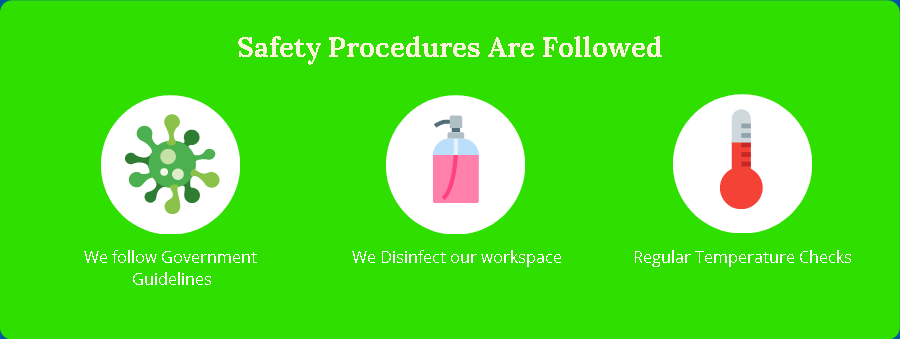 Safety Procedures Are Followed
We follow Government
Guidelines
We Disinfect our workspace
Regular Temperature Checks